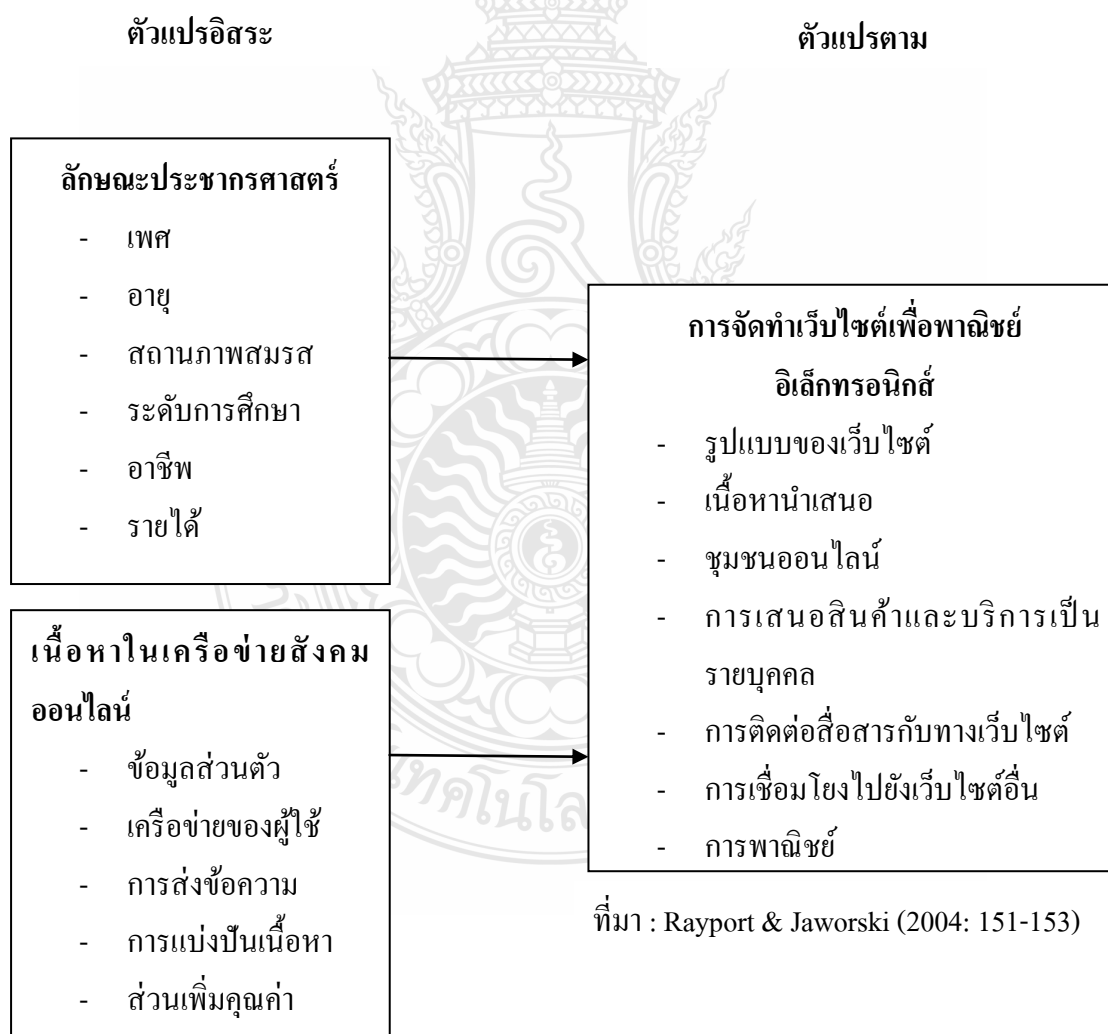 ตัวแปรอิสระ
ตัวแปรตาม
ลักษณะประชากรศาสตร์
- เพศ
- อายุ
- สถานภาพสมรส
- ระดับการศึกษา
- อาชีพ
- รายได้
เนื้อหาในเครือข่ายสังคม
ออนไลน์
- ข้อมูลส่วนตัว
- เครือข่ายของผู้ใช้
- การส่งข้อความ
- การแบ่งปันเนื้อหา
- ส่วนเพิ่มคุณค่า
การจัดทำเว็บไซต์เพื่อพาณิชย์
อิเล็กทรอนิกส์
- รูปแบบของเว็บไซต์
- เนื้อหานำเสนอ
- ชุมชนออนไลน์
- การเสนอสินค้าและบริการเป็น
รายบุคคล
- การติดต่อสื่อสารกับทางเว็บไซต์
- การเชื่อมโยงไปยังเว็บไซต์อื่น
- การพาณิชย์
ที่มา : Rayport & Jaworski (2004: 151-153)